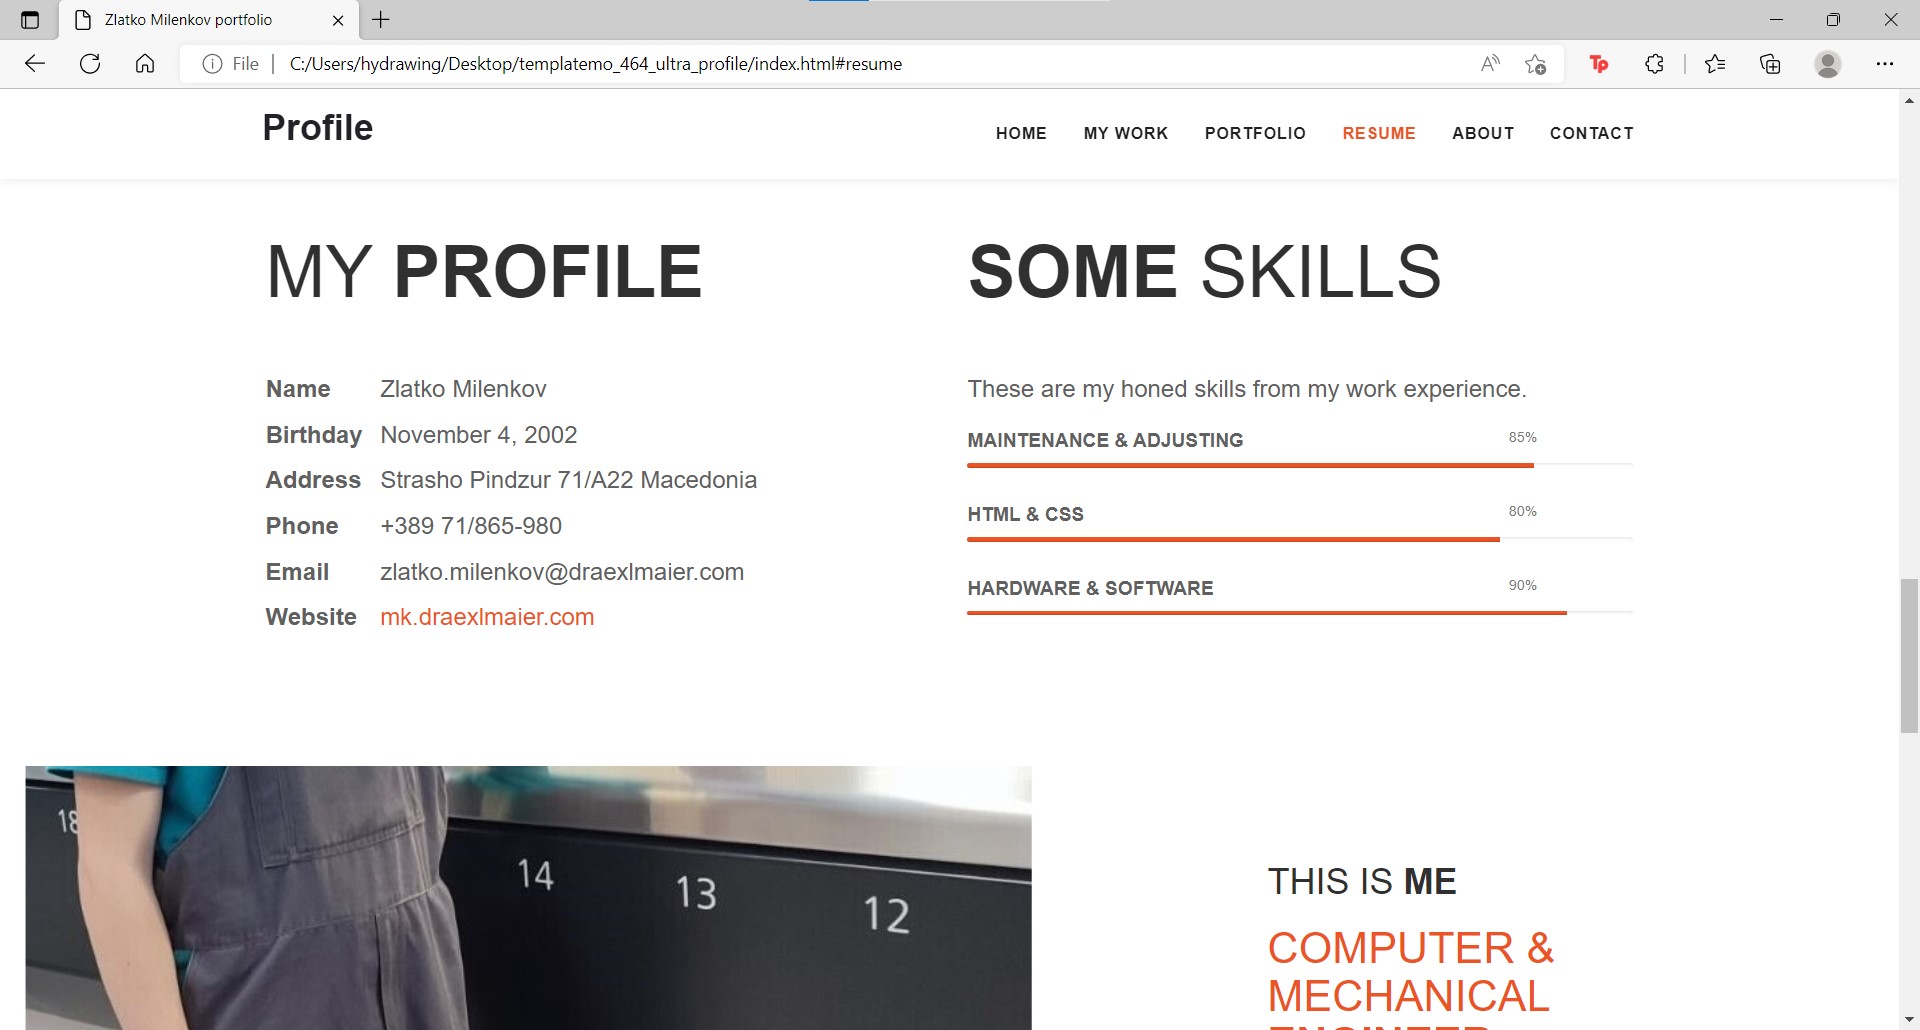 Zlatko Milenkov portfolio
File
C:/Users/hydrawing/Desktop/templatemo_464_ultra_profile/index.html#resume
Profile
HOME MY WORK PORTFOLIO RESUME ABOUT CONTACT
MY PROFILE
Name Zlatko Milenkov
Birthday November 4, 2002
Address Strasho Pindzur 71/A22 Macedonia
Phone +389 71/865-980
Email zlatko.milenkov@draexlmaier.com
Website mk.draexlmaier.com
SOME SKILLS
These are my honed skills from my work experience.
MAINTENANCE & ADJUSTING 85%
HTML & CSS 80%
HARDWARE & SOFTWARE 90%
18
14
13
12
THIS IS ME
COMPUTER &
MECHANICAL
ENGINEER